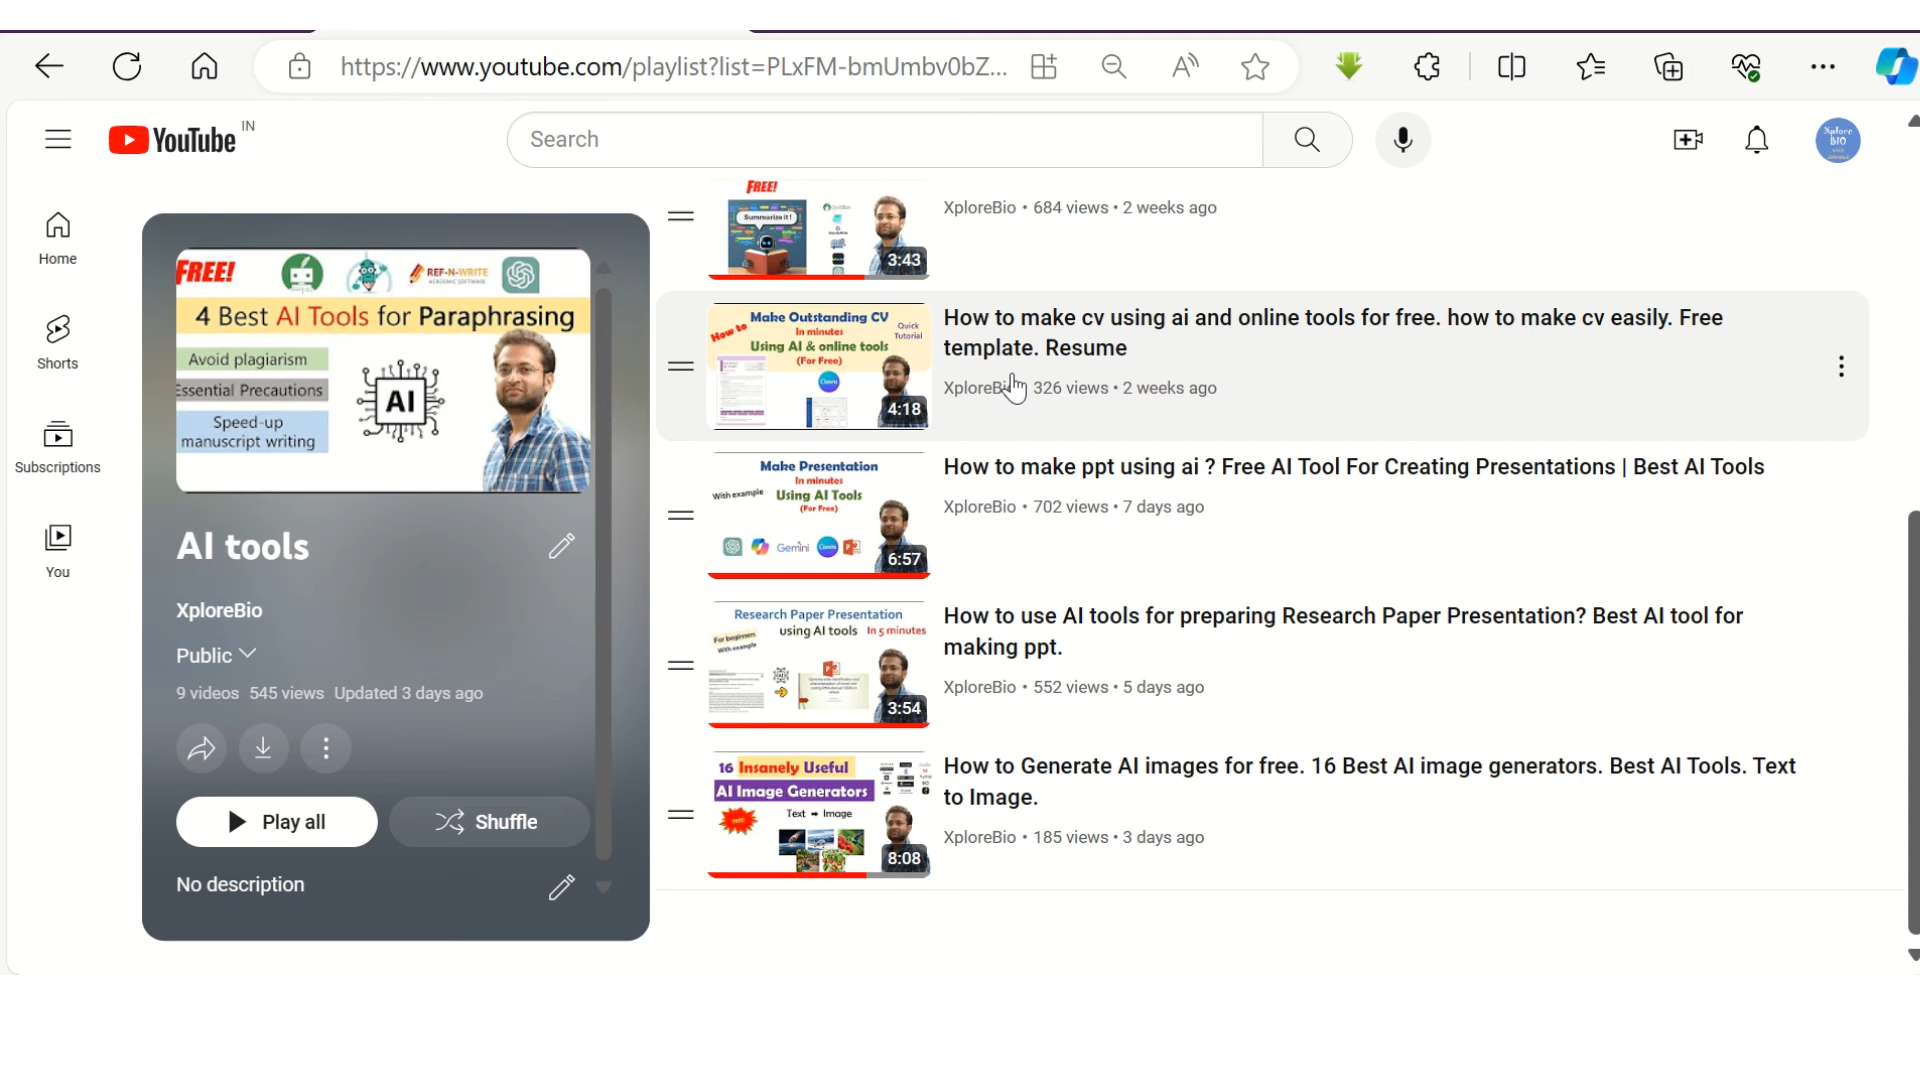 https://www.youtube.com/playlist?list=PLxFM-bmUmbv0bZ...
YouTube IN
Search
Xplore
BIO
Home
Shorts
Subscriptions
You
FREE!
REF-N-WRITE
4 Best AI Tools for Paraphrasing
Avoid plagiarism
Essential Precautions
Speed-up
manuscript writing
AI
AI tools
XploreBio
Public
9 videos 545 views Updated 3 days ago
Play all
Shuffle
No description
FREE!
Summarize it!
3:43
XploreBio • 684 views • 2 weeks ago
Make Outstanding CV
How to
In minutes
Quick
Tutorial
Using AI & online tools
(For Free)
Canva
4:18
How to make cv using ai and online tools for free. how to make cv easily. Free
template. Resume
XploreBio 326 views • 2 weeks ago
Make Presentation
In minutes
With example
Using AI Tools
(For Free)
Gemini
Canva
6:57
How to make ppt using ai ? Free AI Tool For Creating Presentations | Best AI Tools
XploreBio • 702 views • 7 days ago
Research Paper Presentation
For beginners
With example
using AI tools In 5 minutes
3:54
How to use AI tools for preparing Research Paper Presentation? Best AI tool for
making ppt.
XploreBio • 552 views • 5 days ago
16 Insanely Useful
AI Image Generators
Text → Image
8:08
How to Generate AI images for free. 16 Best AI image generators. Best AI Tools. Text
to Image.
XploreBio • 185 views • 3 days ago